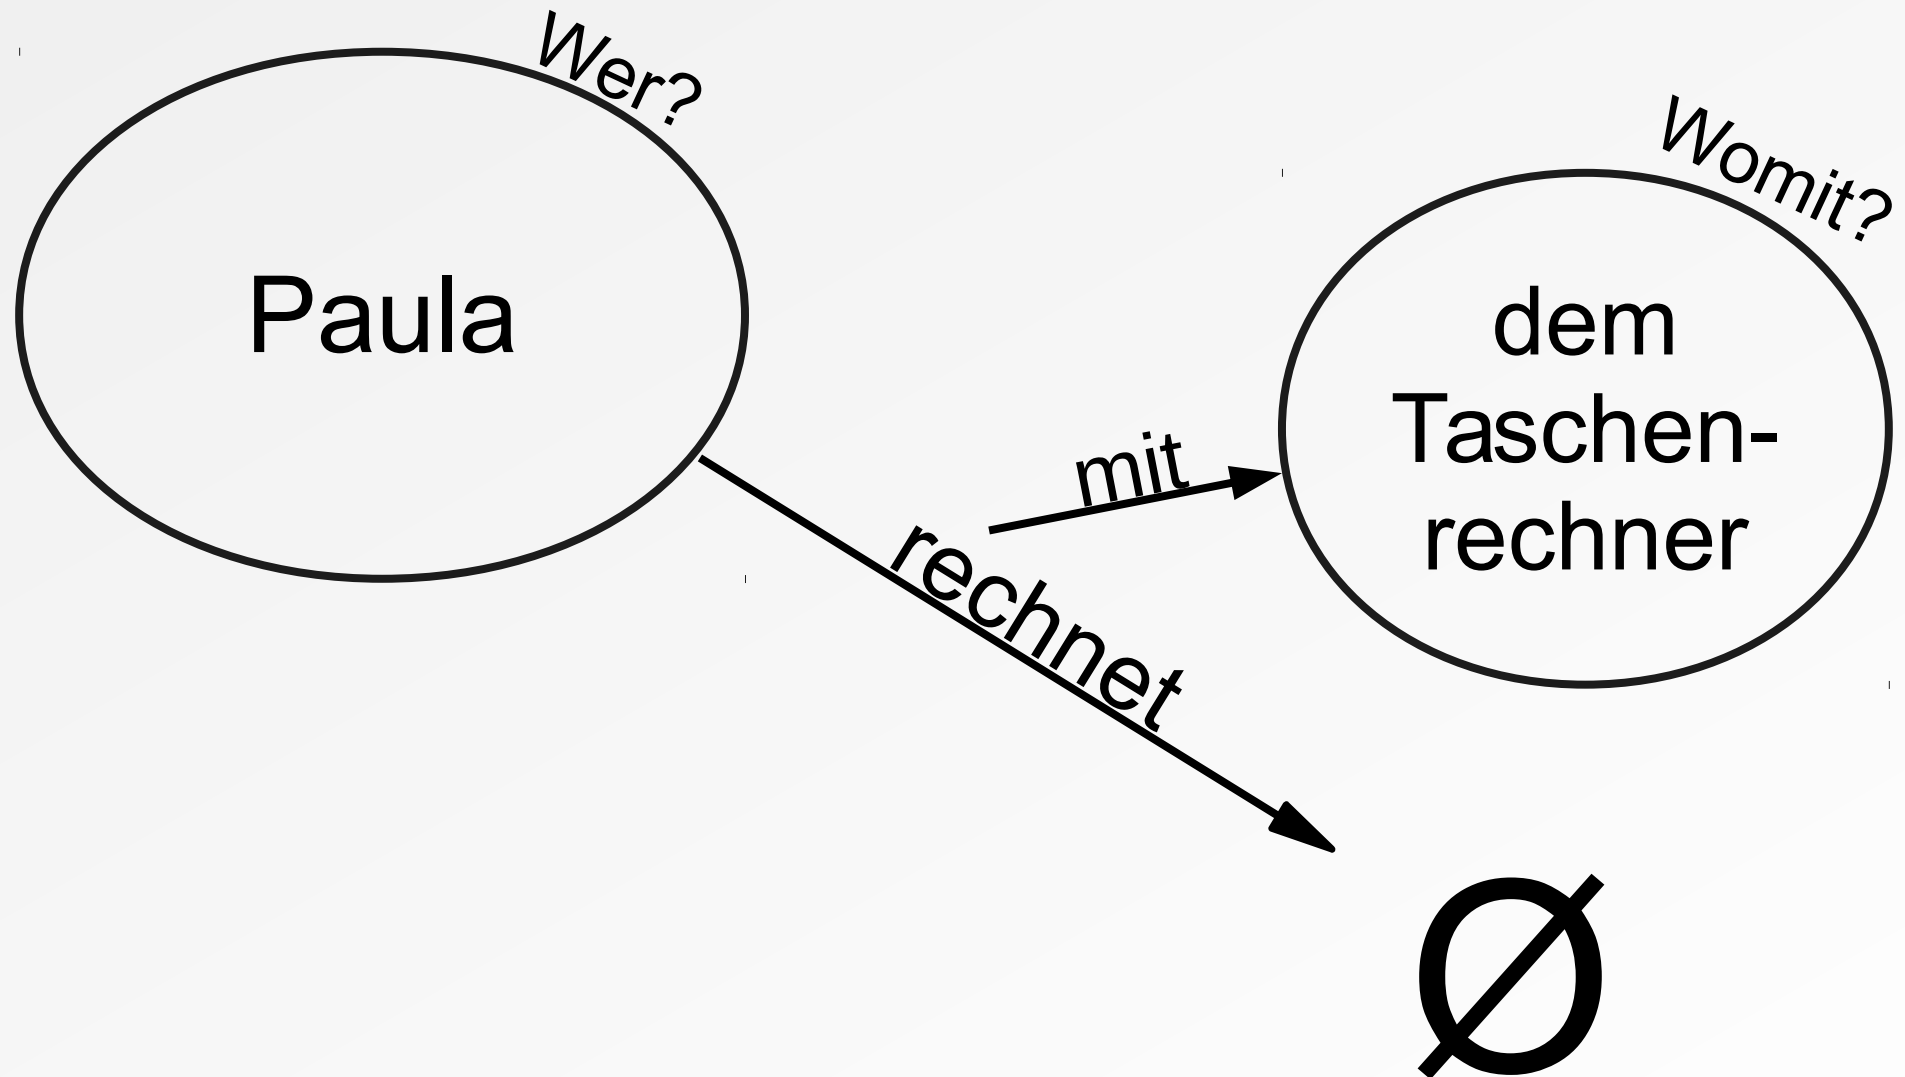 Wer?
Paula
Womit?
dem
Taschen-
rechner
mit
rechnet
Ø